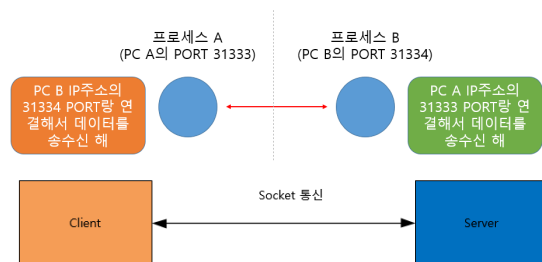 프로세스 A
(PC A의 PORT 31333)
프로세스 B
(PC B의 PORT 31334)
PC B IP주소의
31334 PORT랑 연
결해서 데이터를
송수신 해
PC A IP주소의
31333 PORT랑 연
결해서 데이터를
송수신 해
Socket 통신
Client
Server